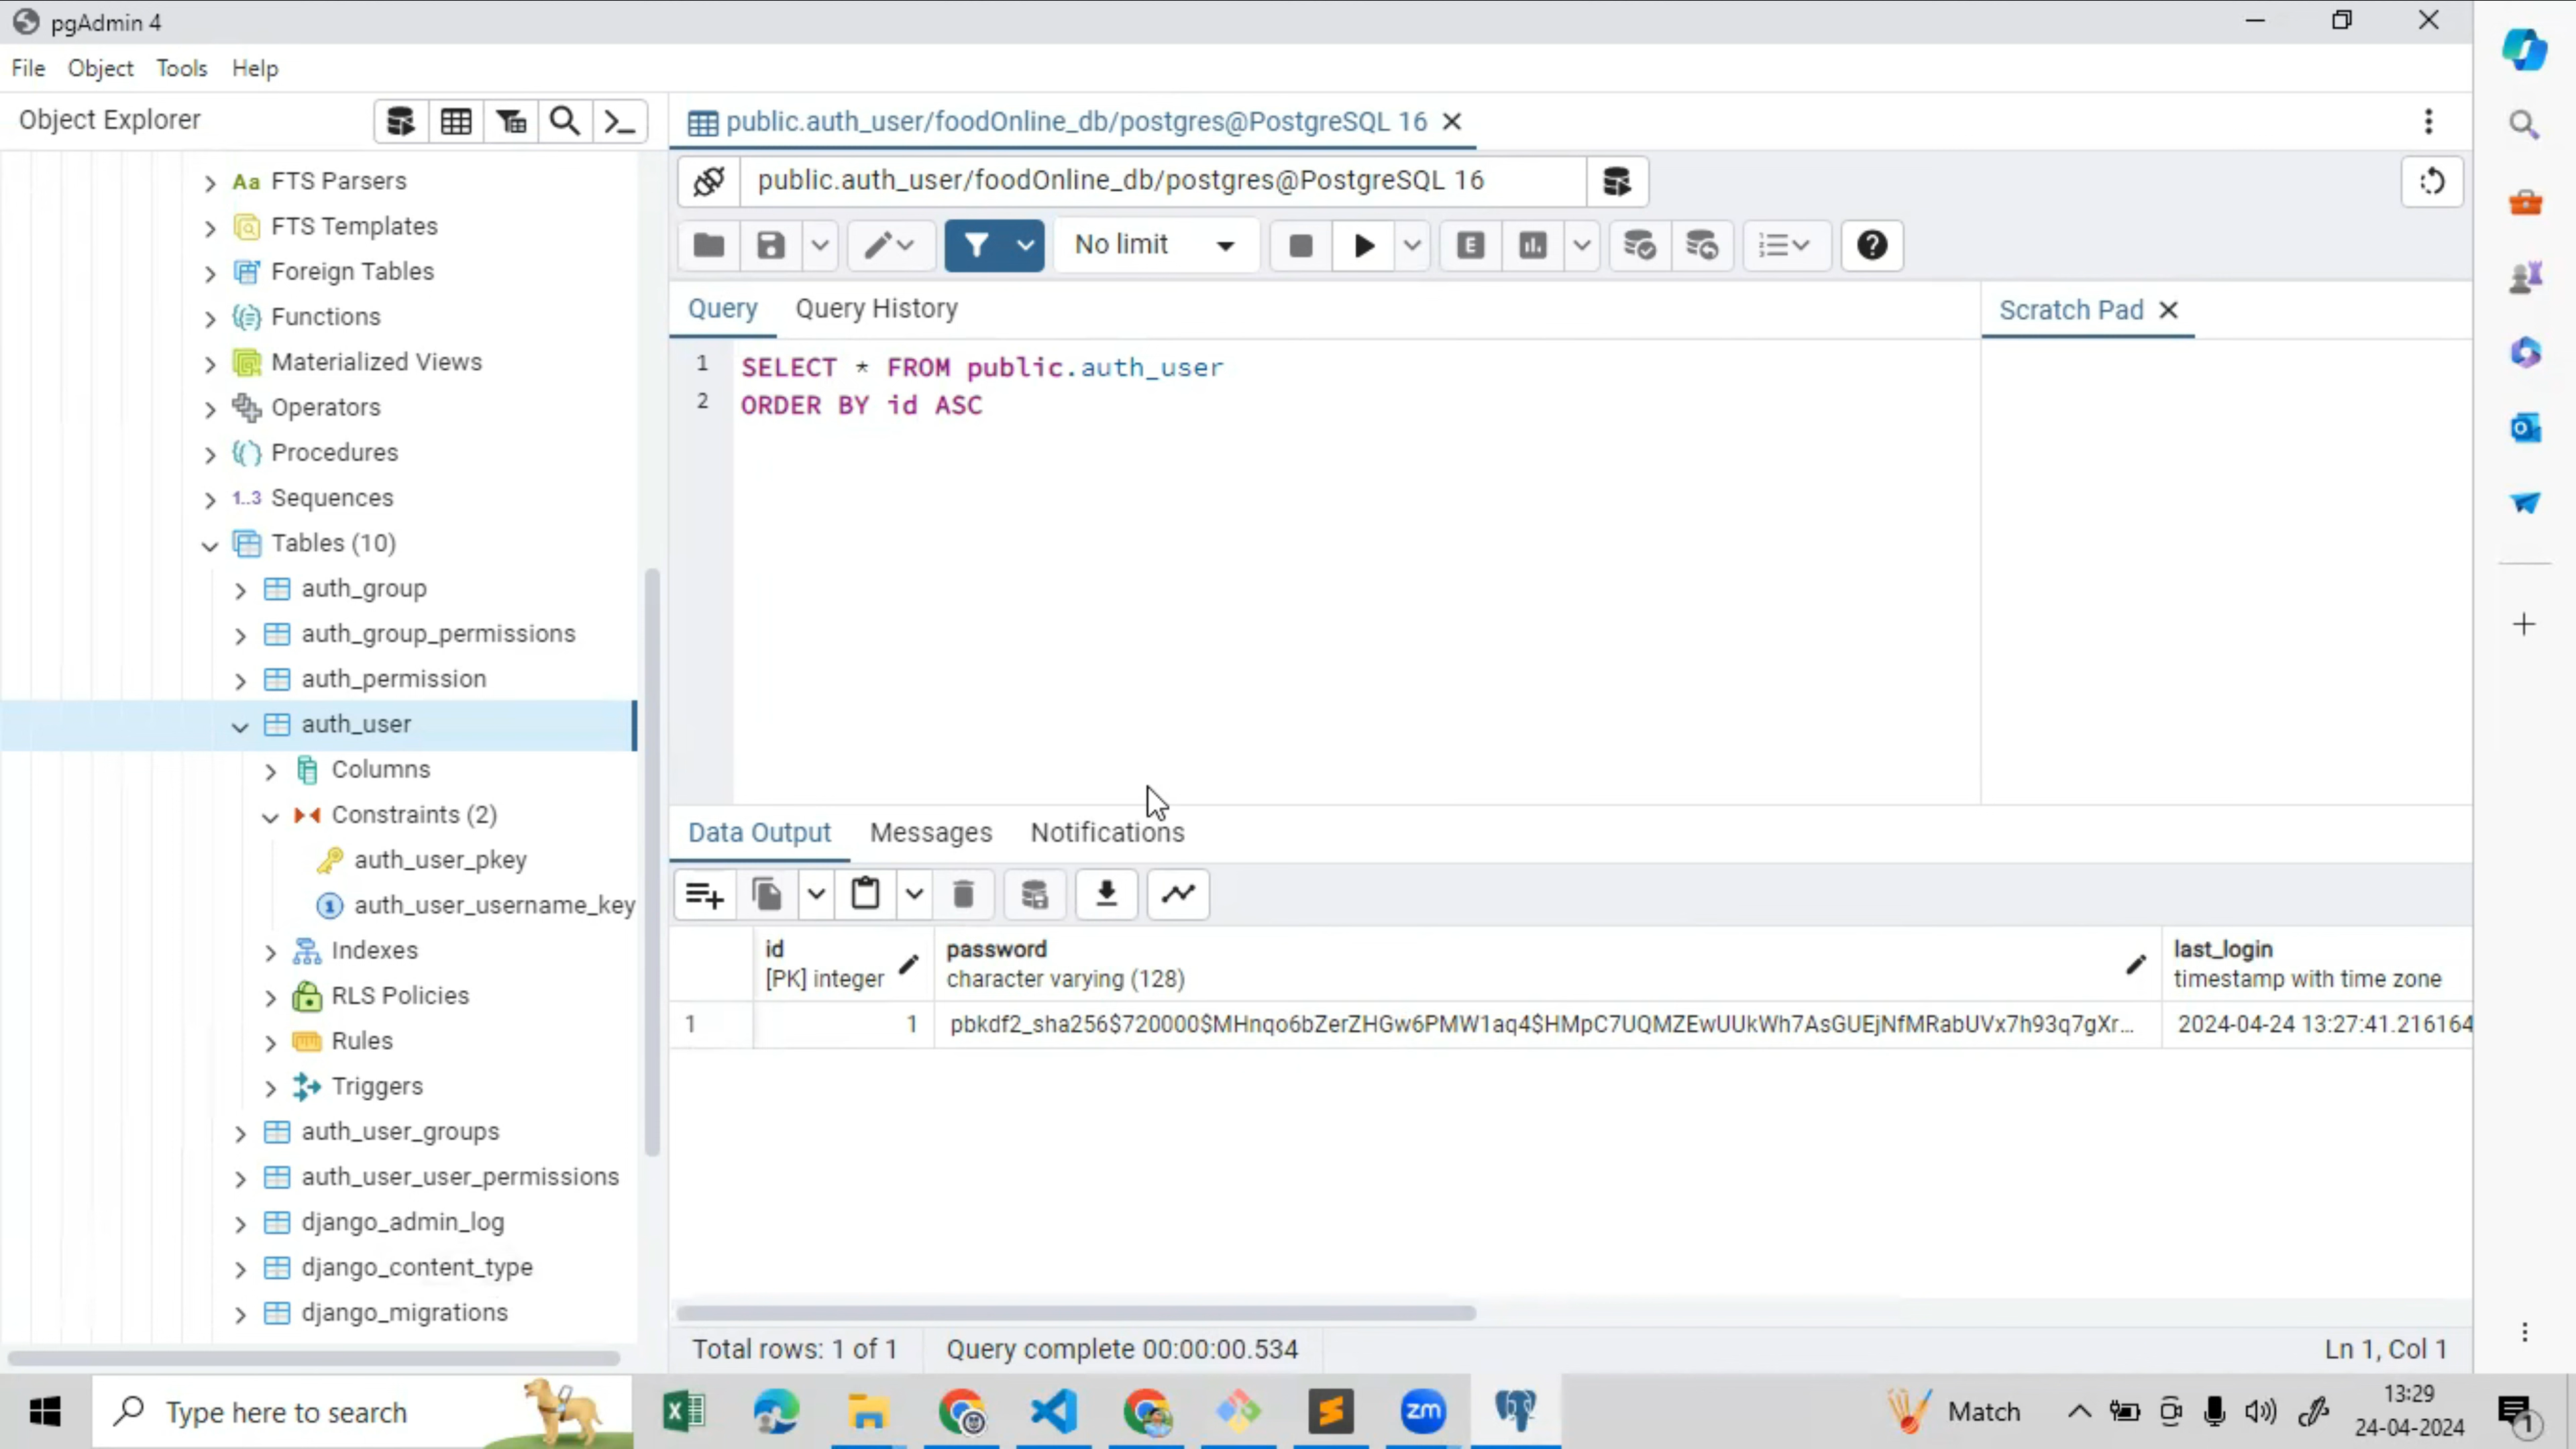 pgAdmin 4
File Object Tools Help
Object Explorer
Aa FTS Parsers
FTS Templates
Foreign Tables
Functions
Materialized Views
Operators
Procedures
1..3 Sequences
Tables (10)
auth_group
auth_group_permissions
auth_permission
auth_user
Columns
Constraints (2)
auth_user_pkey
1 auth_user_username_key
Indexes
RLS Policies
Rules
Triggers
auth_user_groups
auth_user_user_permissions
django_admin_log
django_content_type
django_migrations
public.auth_user/foodOnline_db/postgres@PostgreSQL 16
public.auth_user/foodOnline_db/postgres@PostgreSQL 16
No limit E
Query Query History
Scratch Pad
1 SELECT * FROM public.auth_user
2 ORDER BY id ASC
Data Output Messages Notifications
id password last_login
[PK] integer character varying (128) timestamp with time zone
1 1 pbkdf2_sha256$720000$MHnqo6bZerZHGw6PMW1aq4$HMpC7UQMZEwUUkWh7AsGUEjNfMRabUVx7h93q7gXr... 2024-04-24 13:27:41.216164
Total rows: 1 of 1 Query complete 00:00:00.534 Ln 1, Col 1
Type here to search zm Match 13:29
24-04-2024 1